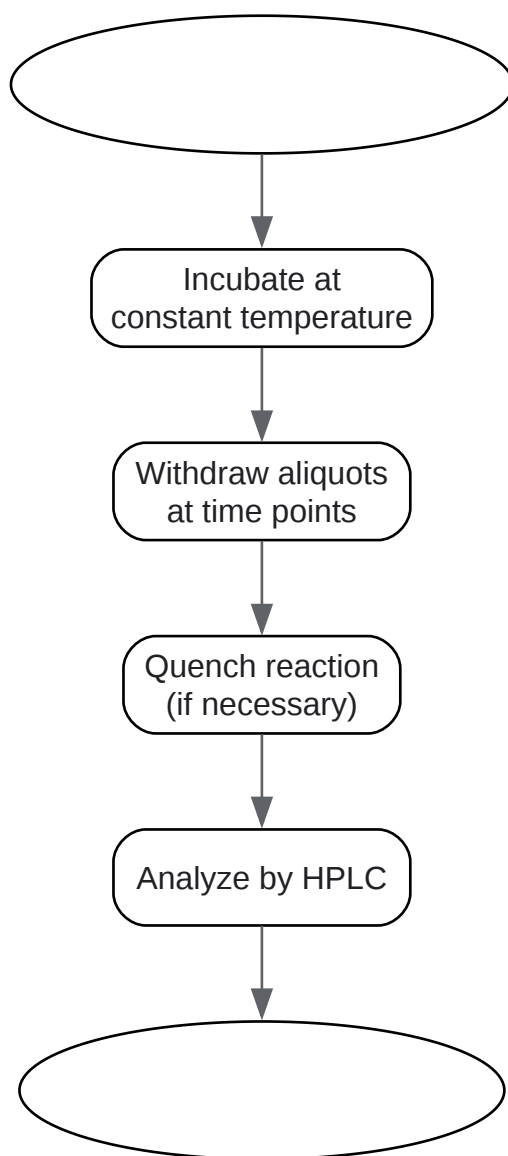 Incubate at
constant temperature
Withdraw aliquots
at time points
Quench reaction
(if necessary)
Analyze by HPLC